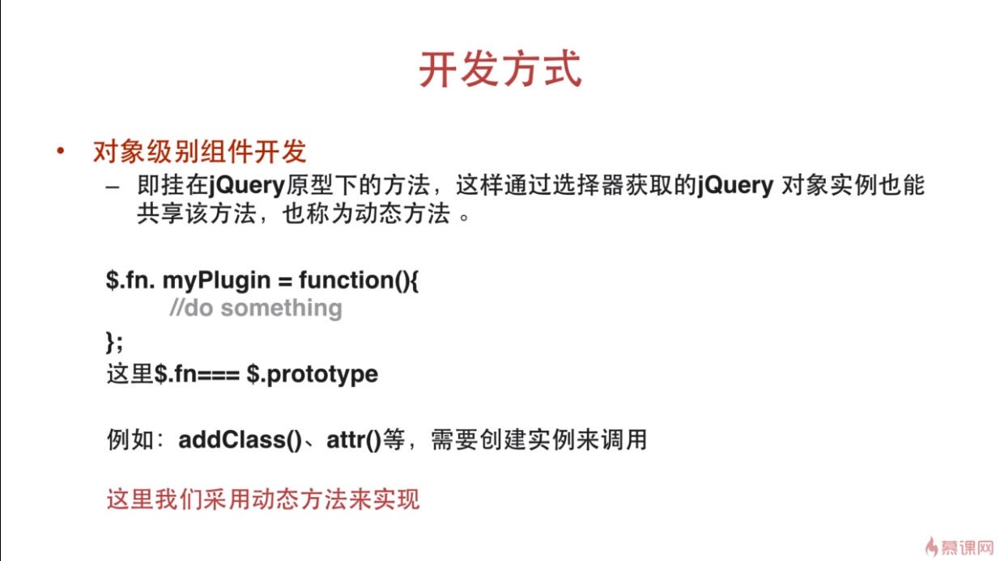 开发方式
• 对象级别组件开发
– 即挂在jQuery原型下的方法，这样通过选择器获取的jQuery 对象实例也能
共享该方法，也称为动态方法 。
$.fn. myPlugin = function(){
//do something
};
这里$.fn=== $.prototype
例如：addClass()、attr()等，需要创建实例来调用
这里我们采用动态方法来实现
慕课网